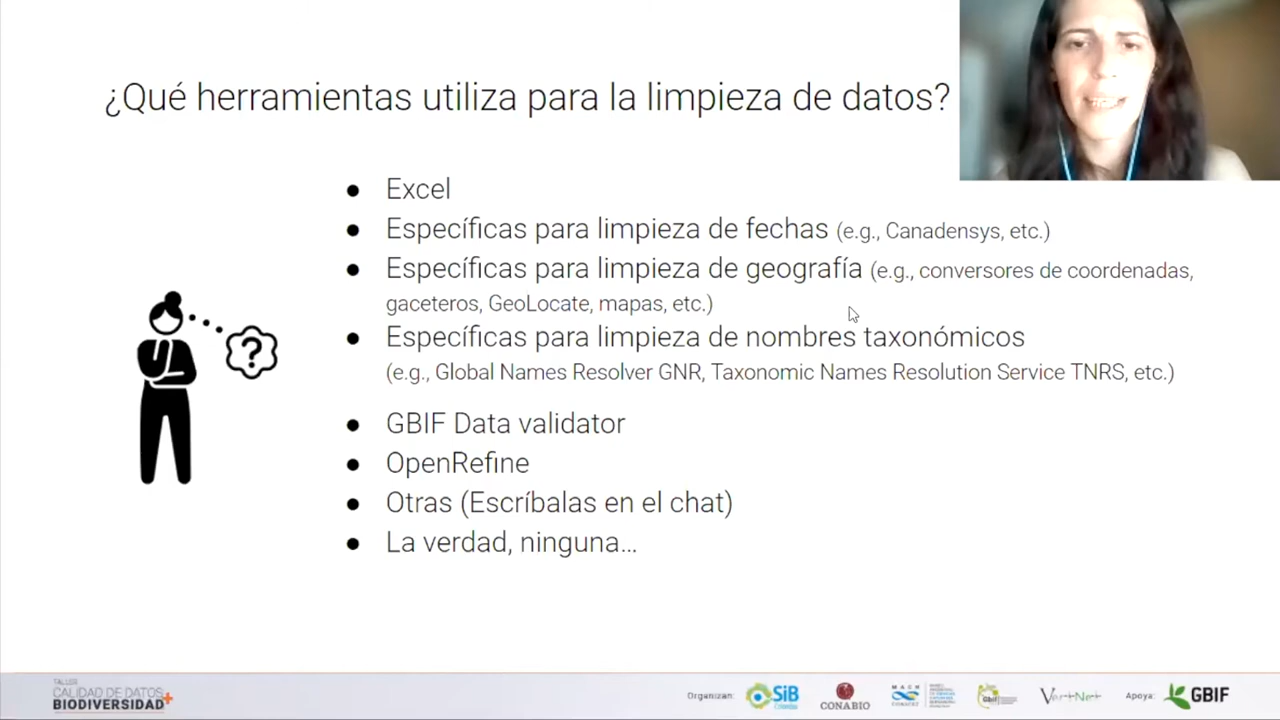 ¿Qué herramientas utiliza para la limpieza de datos?
● Excel
● Específicas para limpieza de fechas (e.g., Canadensys, etc.)
● Específicas para limpieza de geografía (e.g., conversores de coordenadas,
gaceteros, GeoLocate, mapas, etc.)
● Específicas para limpieza de nombres taxonómicos
(e.g., Global Names Resolver GNR, Taxonomic Names Resolution Service TNRS, etc.)
?
● GBIF Data validator
● OpenRefine
● Otras (Escríbalas en el chat)
● La verdad, ninguna...
TALLER
CALIDAD DE DATOS
BIODIVERSIDAD+
Organizan: SiB Colombia CONABIO MACN CONICET VertNet Apoya: GBIF